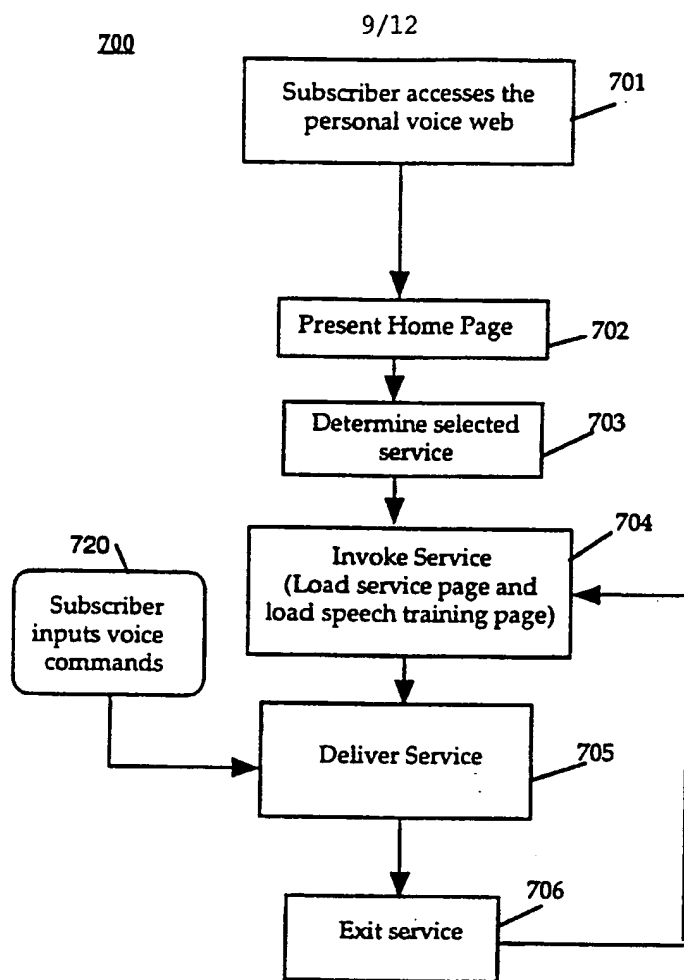 700
9/12
Subscriber accesses the
personal voice web
701
Present Home Page
702
Determine selected
service
703
Invoke Service
(Load service page and
load speech training page)
704
720
Subscriber
inputs voice
commands
Deliver Service
705
Exit service
706